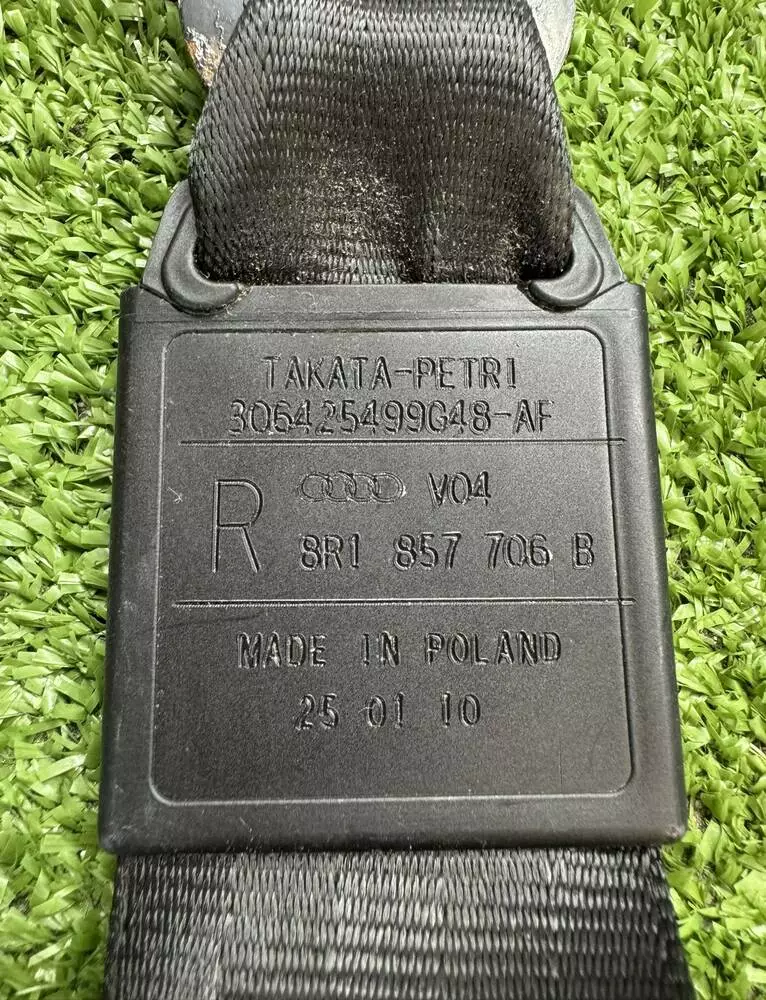 TAKATA-PETRI
306425499G48-AF
R V04
8R1 857 706 B
MADE IN POLAND
25 01 10